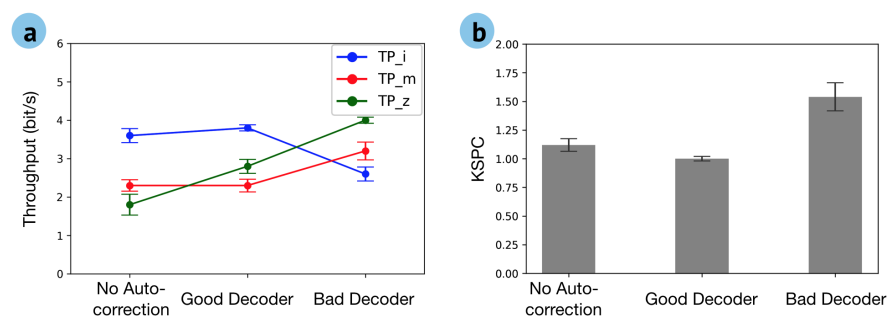 a
Throughput (bit/s)
6
5
4
3
2
1
0
TP_i
TP_m
TP_z
No Auto-
correction
Good Decoder
Bad Decoder
b
KSPC
2.00
1.75
1.50
1.25
1.00
0.75
0.50
0.25
0.00
No Auto-
correction
Good Decoder
Bad Decoder